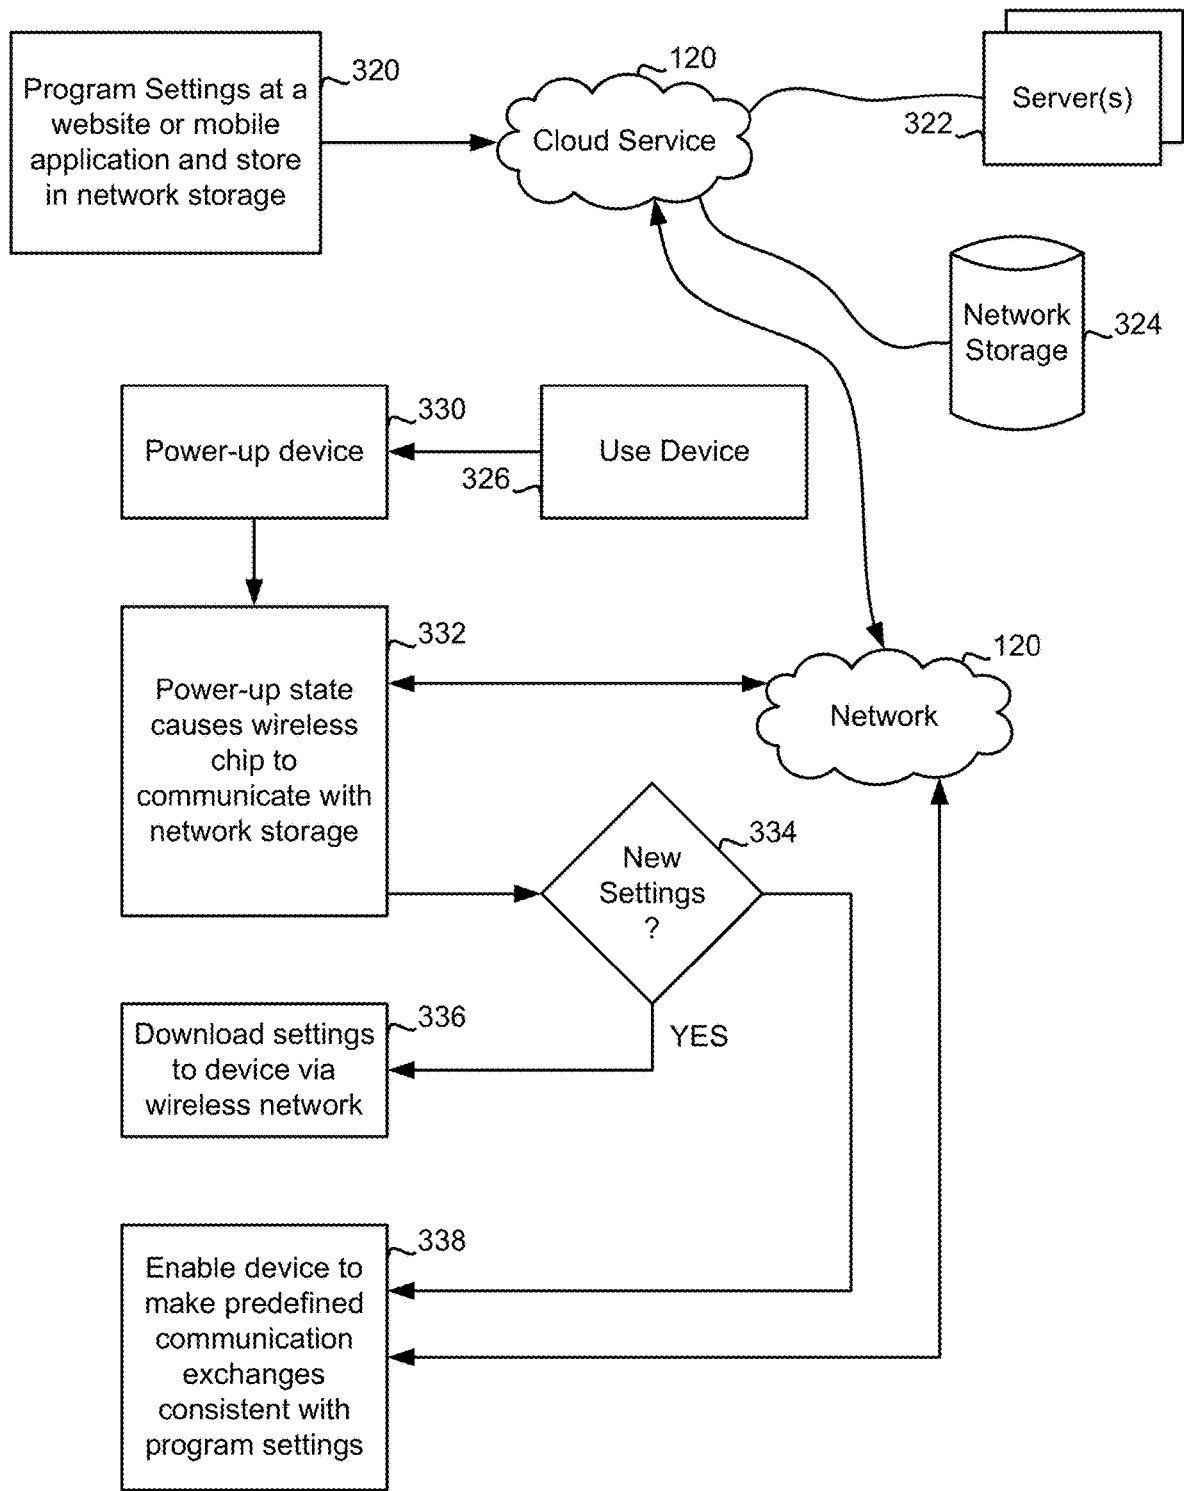 Program Settings at a
website or mobile
application and store
in network storage
320
120
Cloud Service
Server(s)
322
Network
Storage
324
330
Power-up device
Use Device
326
332
Power-up state
causes wireless
chip to
communicate with
network storage
120
Network
334
New
Settings
?
YES
336
Download settings
to device via
wireless network
338
Enable device to
make predefined
communication
exchanges
consistent with
program settings